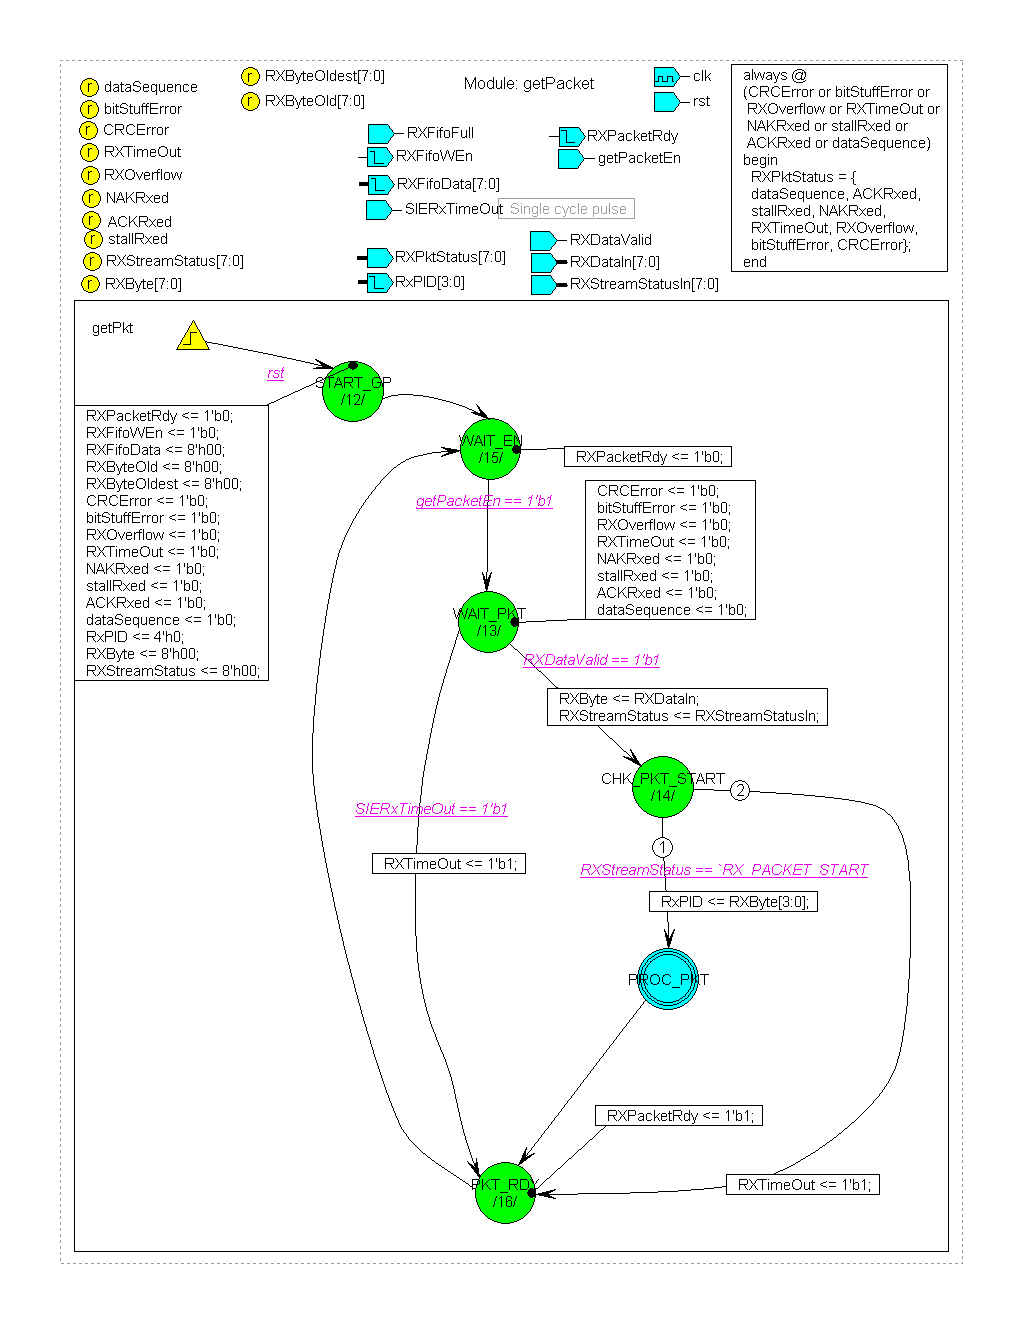 Module: getPacket
r dataSequence
r bitStuffError
r CRCError
r RXTimeOut
r RXOverflow
r NAKRxed
r ACKRxed
r stallRxed
r RXStreamStatus[7:0]
r RXByte[7:0]
r RXByteOldest[7:0]
r RXByteOld[7:0]
RXFifoFull
RXFifoWEn
RXFifoData[7:0]
SIERxTimeOut
Single cycle pulse
RXPktStatus[7:0]
RxPID[3:0]
clk
rst
RXPacketRdy
getPacketEn
RXDataValid
RXDataIn[7:0]
RXStreamStatusIn[7:0]
always @
(CRCError or bitStuffError or
RXOverflow or RXTimeOut or
NAKRxed or stallRxed or
ACKRxed or dataSequence)
begin
RXPktStatus = {
dataSequence, ACKRxed,
stallRxed, NAKRxed,
RXTimeOut, RXOverflow,
bitStuffError, CRCError};
end
getPkt
rst
START_GP
/12/
RXPacketRdy <= 1'b0;
RXFifoWEn <= 1'b0;
RXFifoData <= 8'h00;
RXByteOld <= 8'h00;
RXByteOldest <= 8'h00;
CRCError <= 1'b0;
bitStuffError <= 1'b0;
RXOverflow <= 1'b0;
RXTimeOut <= 1'b0;
NAKRxed <= 1'b0;
stallRxed <= 1'b0;
ACKRxed <= 1'b0;
dataSequence <= 1'b0;
RxPID <= 4'h0;
RXByte <= 8'h00;
RXStreamStatus <= 8'h00;
WAIT_EN
/15/
RXPacketRdy <= 1'b0;
getPacketEn == 1'b1
CRCError <= 1'b0;
bitStuffError <= 1'b0;
RXOverflow <= 1'b0;
RXTimeOut <= 1'b0;
NAKRxed <= 1'b0;
stallRxed <= 1'b0;
ACKRxed <= 1'b0;
dataSequence <= 1'b0;
WAIT_PKT
/13/
RXDataValid == 1'b1
RXByte <= RXDataIn;
RXStreamStatus <= RXStreamStatusIn;
CHK_PKT_START
/14/
2
1
SIERxTimeOut == 1'b1
RXTimeOut <= 1'b1;
RXStreamStatus == `RX_PACKET_START
RxPID <= RXByte[3:0];
PROC_PKT
RXPacketRdy <= 1'b1;
PKT_RDY
/16/
RXTimeOut <= 1'b1;